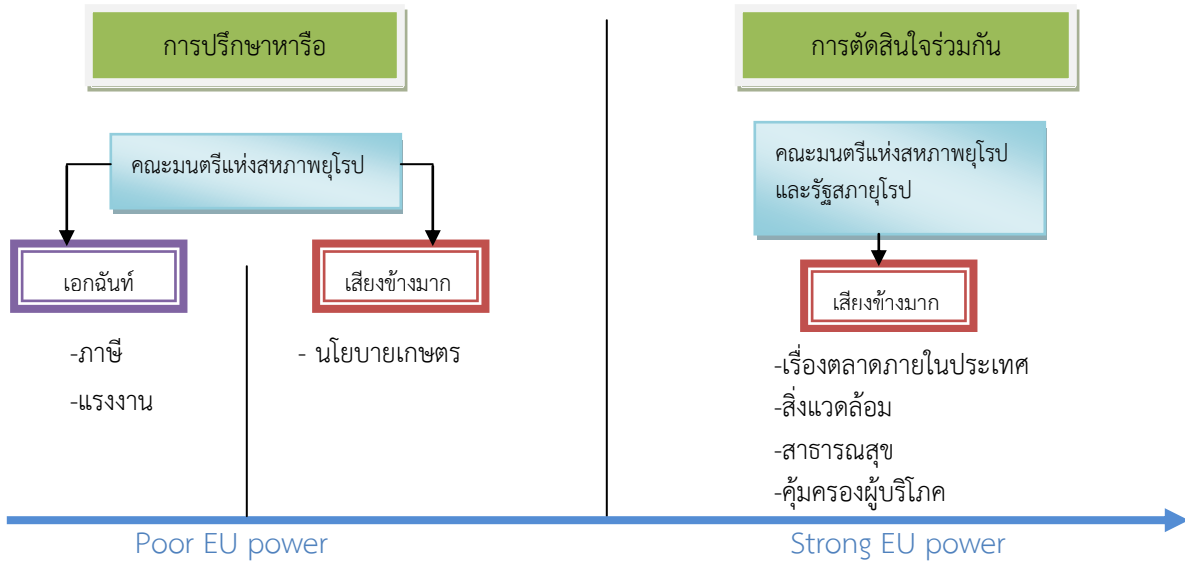 การปรึกษาหารือ
คณะมนตรีแห่งสหภาพยุโรป
เอกฉันท์
-ภาษี
-แรงงาน
เสียงข้างมาก
- นโยบายเกษตร
การตัดสินใจร่วมกัน
คณะมนตรีแห่งสหภาพยุโรป
และรัฐสภายุโรป
เสียงข้างมาก
-เรื่องตลาดภายในประเทศ
-สิ่งแวดล้อม
-สาธารณสุข
-คุ้มครองผู้บริโภค
Poor EU power
Strong EU power